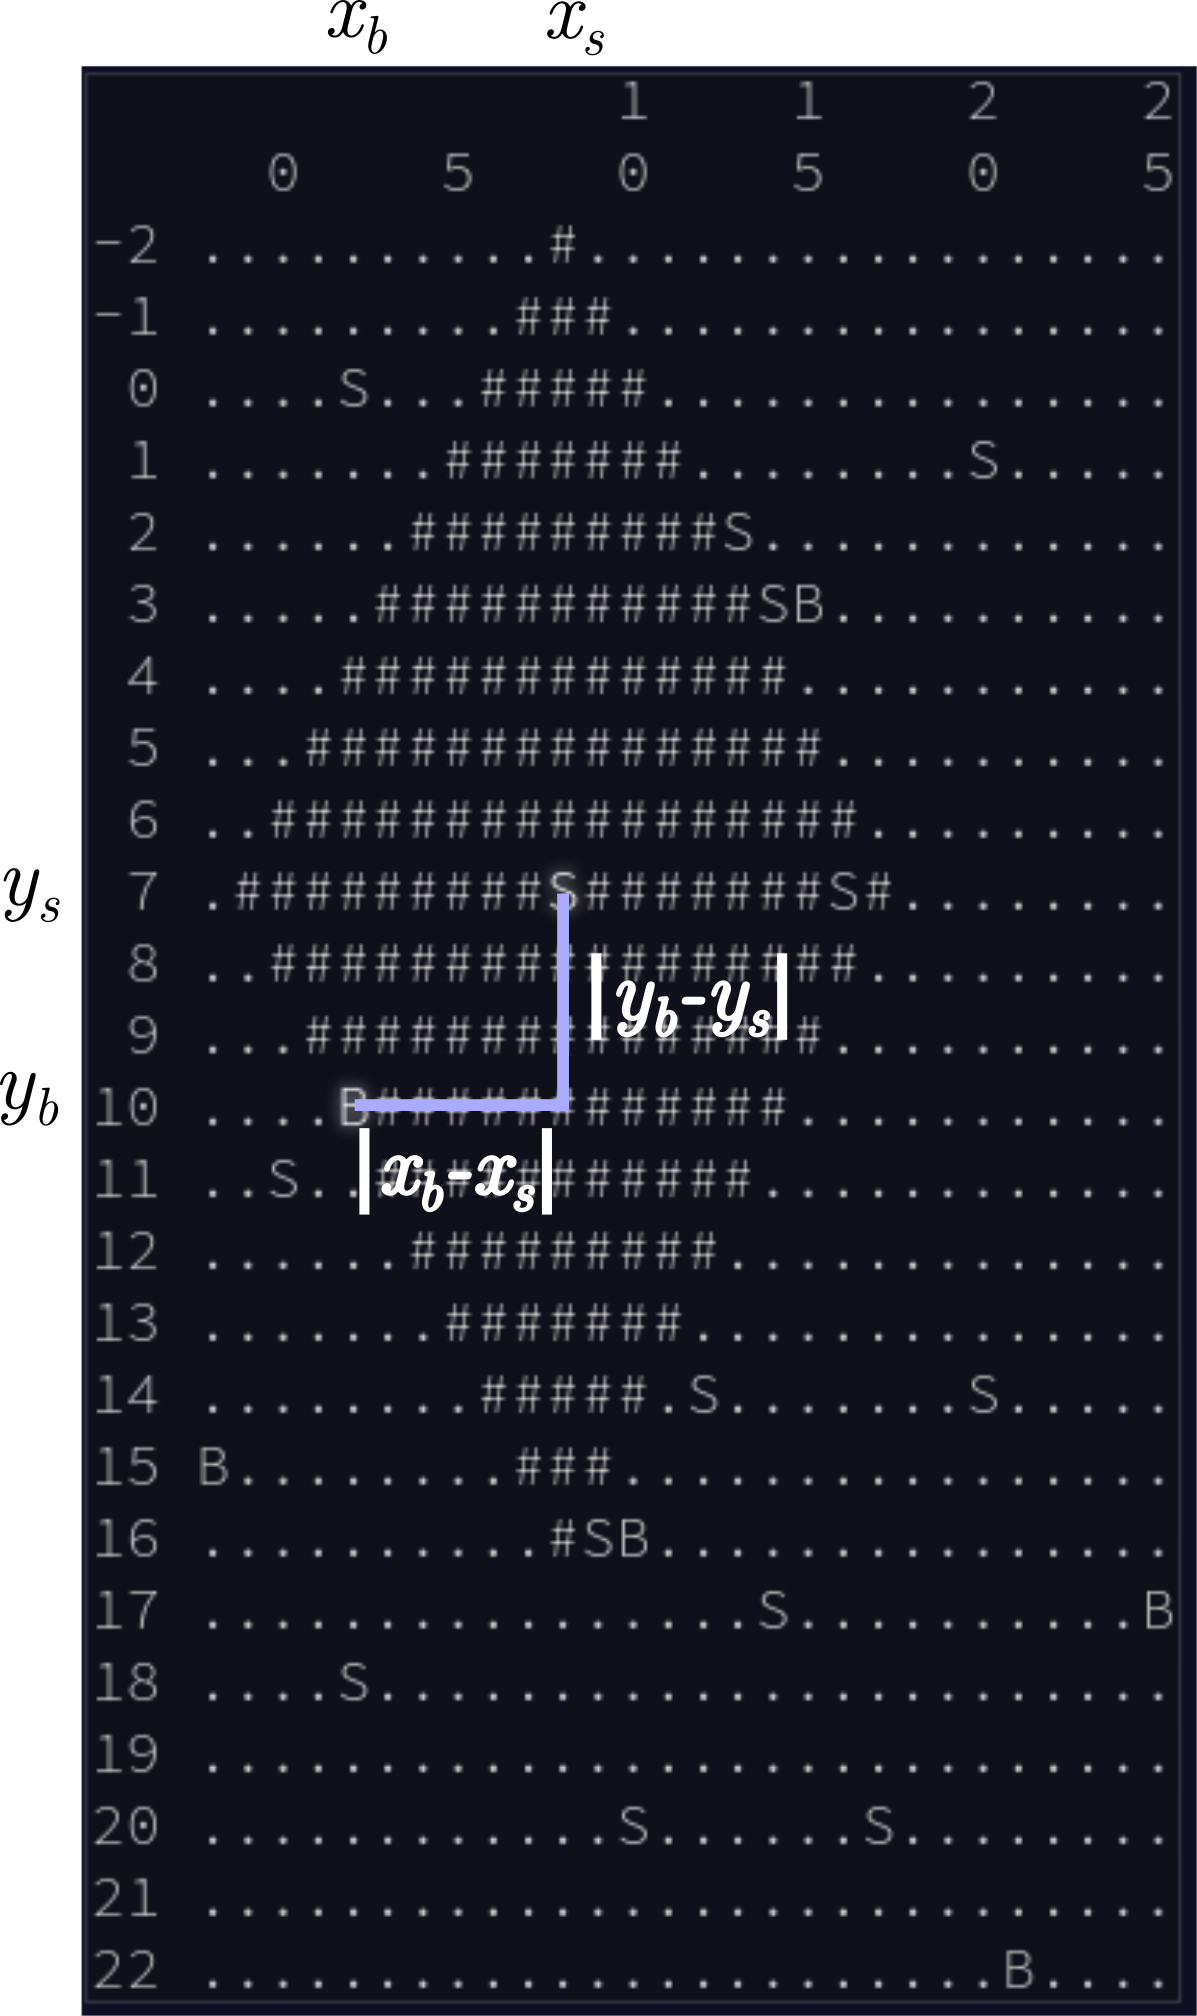 x_b x_s
1 1 2 2
0 5 1 5 0 5
-2 ..........#.................
-1 .........###................
0 ....S...#####...............
1 .......#######........S.....
2 ......#########S............
3 .....###########SB..........
4 ....#############...........
5 ...###############..........
6 ..#################.........
y_s 7 .#########S#######S#........
8 ..#################.........
|y_b-y_s|
9 ...###############..........
y_b 10 ....B############...........
11 ..S..###########............
|x_b-x_s|
12 ......#########.............
13 .......#######..............
14 ........#####.S.......S.....
15 B........###................
16 ..........#SB...............
17 ................S..........B
18 ....S.......................
19 ............................
20 ............S......S........
21 ............................
22 .......................B....